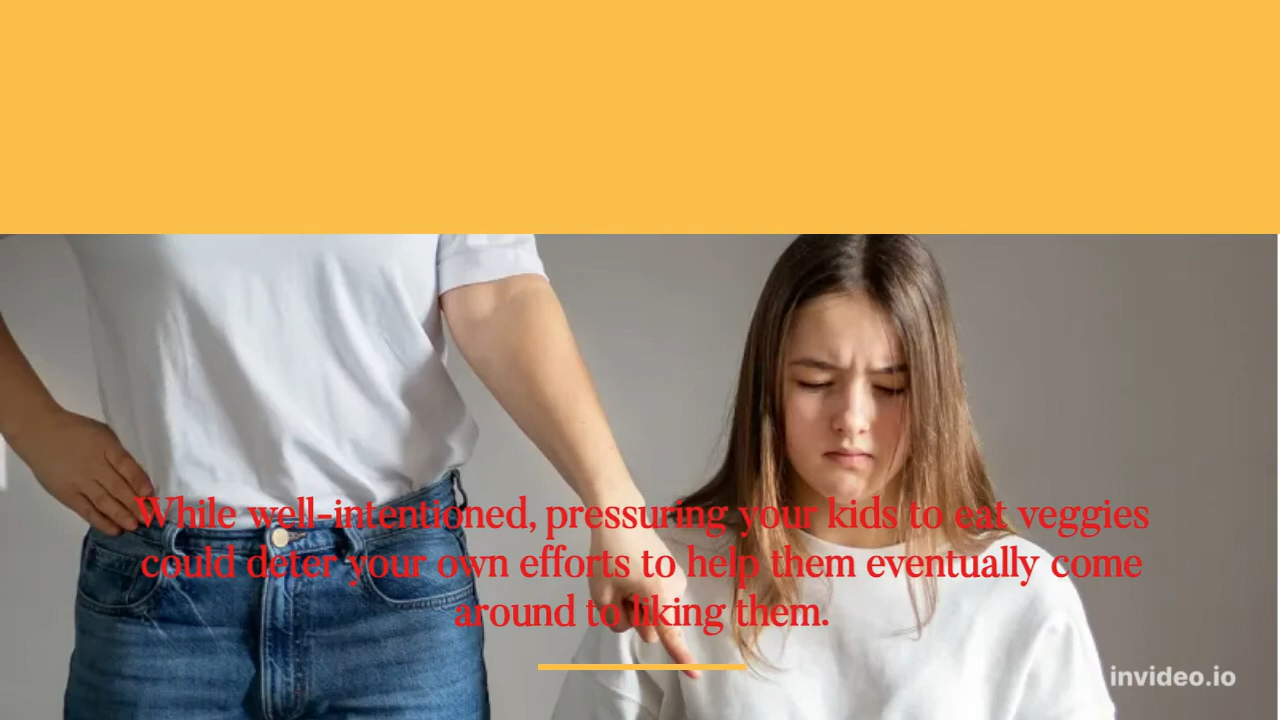 While well-intentioned, pressuring your kids to eat veggies
could deter your own efforts to help them eventually come
around to liking them.
invideo.io